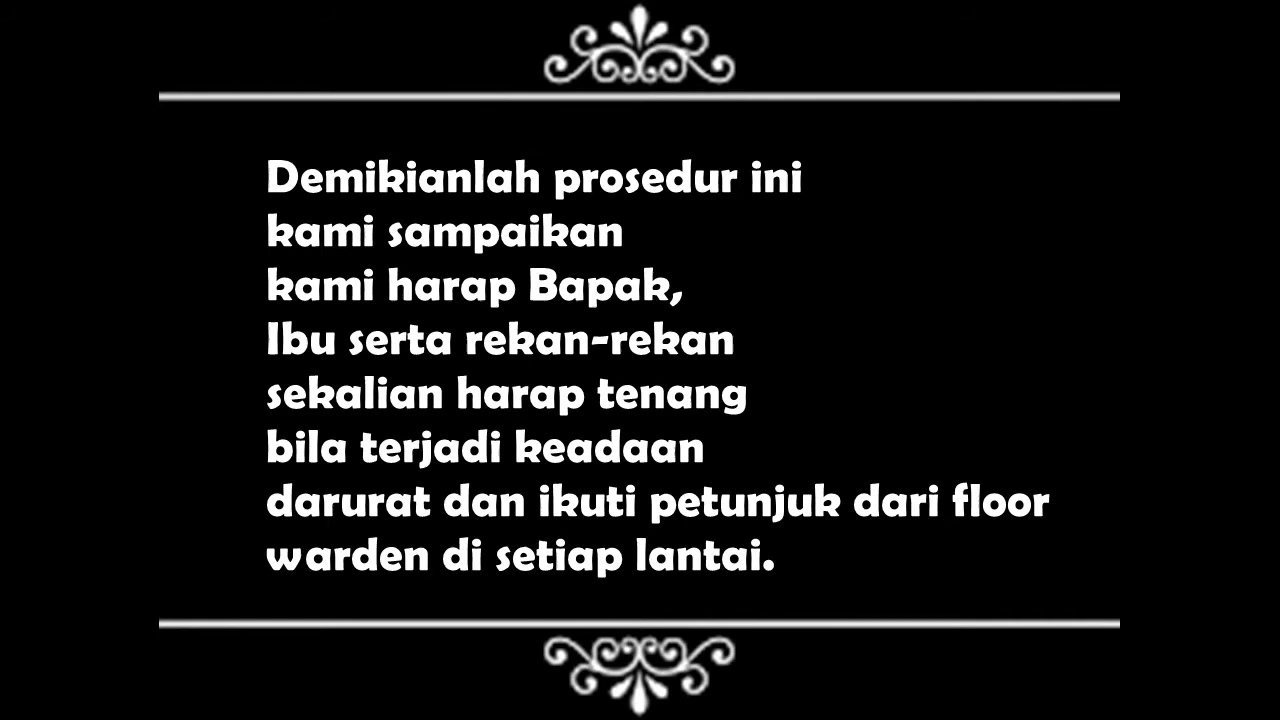 Demikianlah prosedur ini
kami sampaikan
kami harap Bapak,
Ibu serta rekan-rekan
sekalian harap tenang
bila terjadi keadaan
darurat dan ikuti petunjuk dari floor
warden di setiap lantai.